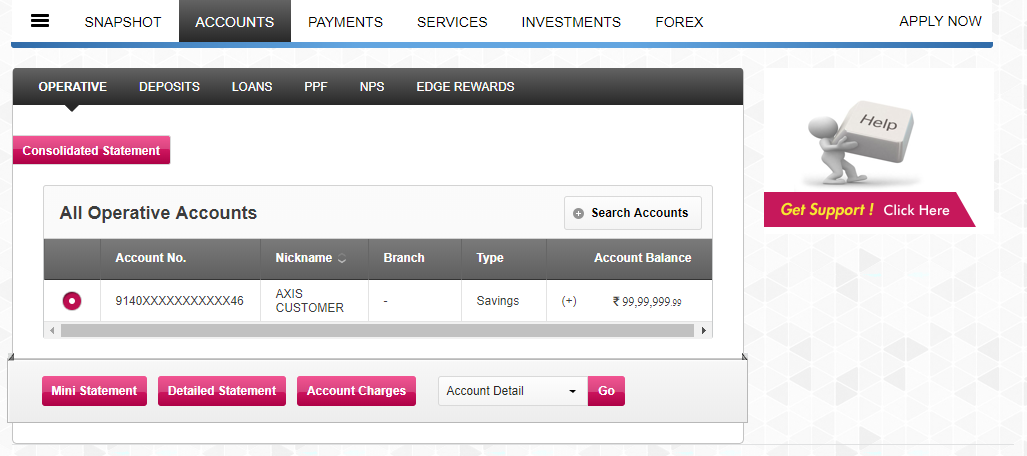 SNAPSHOT ACCOUNTS PAYMENTS SERVICES INVESTMENTS FOREX APPLY NOW
OPERATIVE DEPOSITS LOANS PPF NPS EDGE REWARDS
Help
Consolidated Statement
Get Support ! Click Here
All Operative Accounts Search Accounts
Account No. Nickname Branch Type Account Balance
9140XXXXXXXXXXXX46 AXIS CUSTOMER - Savings (+) ₹ 99,99,999.99
Mini Statement Detailed Statement Account Charges Account Detail Go